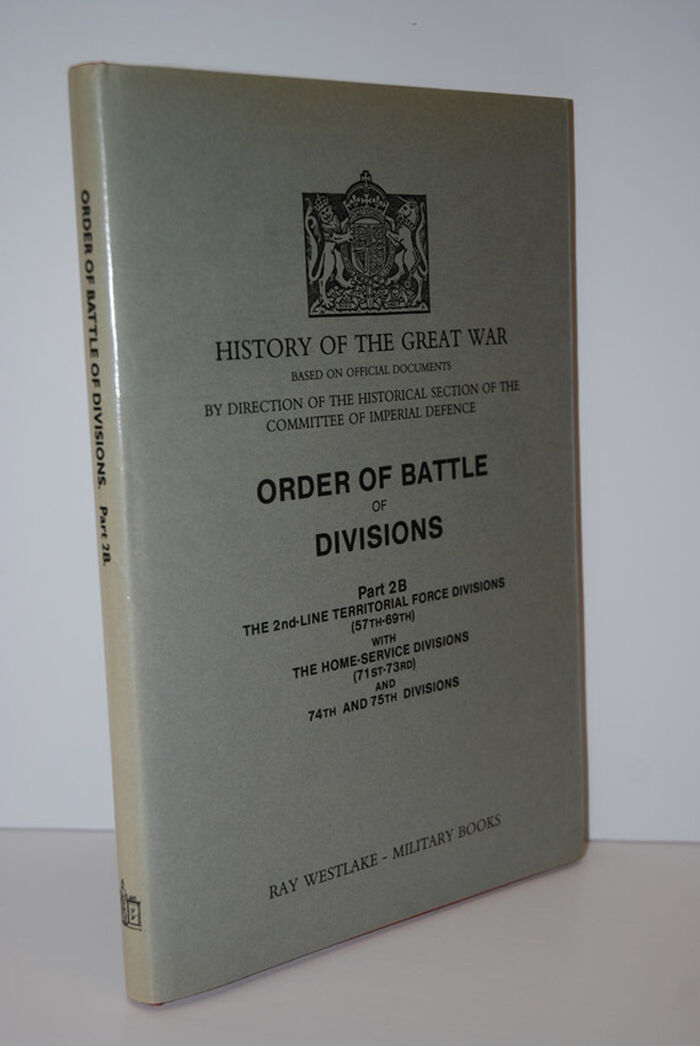 ORDER OF BATTLE OF DIVISIONS. Part 2B.
HISTORY OF THE GREAT WAR
BASED ON OFFICIAL DOCUMENTS
BY DIRECTION OF THE HISTORICAL SECTION OF THE
COMMITTEE OF IMPERIAL DEFENCE
ORDER OF BATTLE
OF
DIVISIONS
Part 2B
THE 2nd-LINE TERRITORIAL FORCE DIVISIONS
(57TH-69TH)
WITH
THE HOME-SERVICE DIVISIONS
(71ST-73RD)
AND
74TH AND 75TH DIVISIONS
RAY WESTLAKE - MILITARY BOOKS